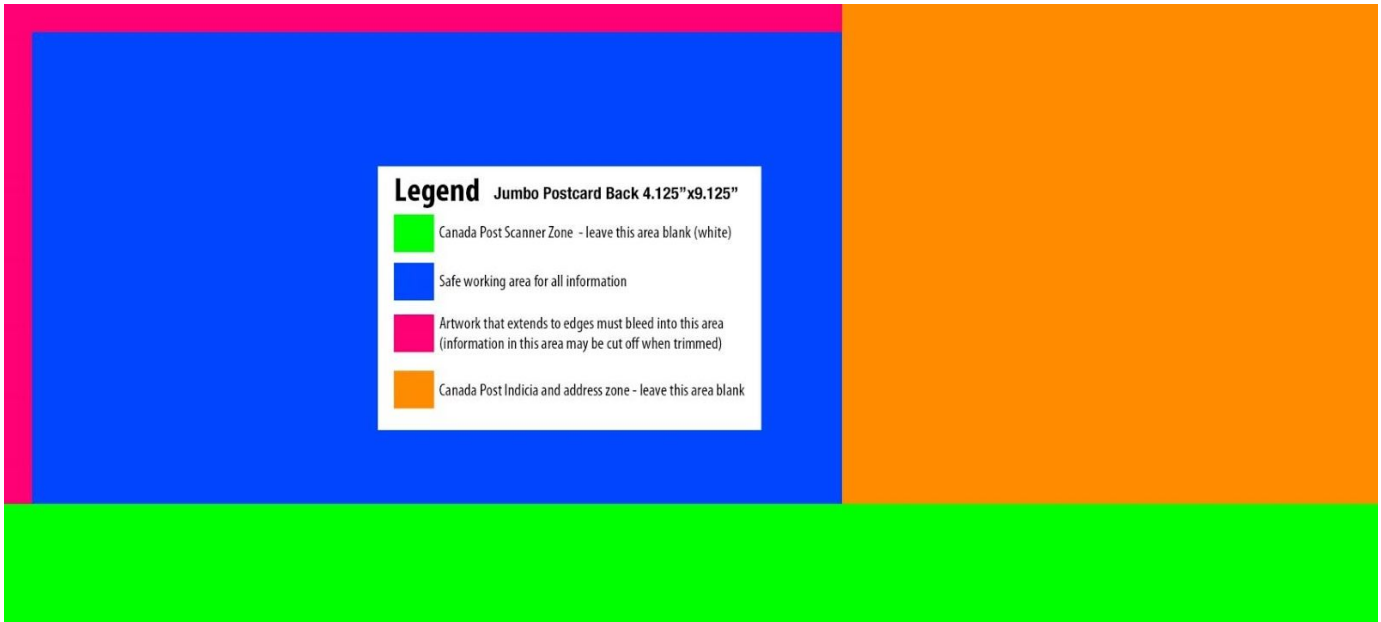 Legend Jumbo Postcard Back 4.125”x9.125”
Canada Post Scanner Zone - leave this area blank (white)
Safe working area for all information
Artwork that extends to edges must bleed into this area
(information in this area may be cut off when trimmed)
Canada Post Indicia and address zone - leave this area blank